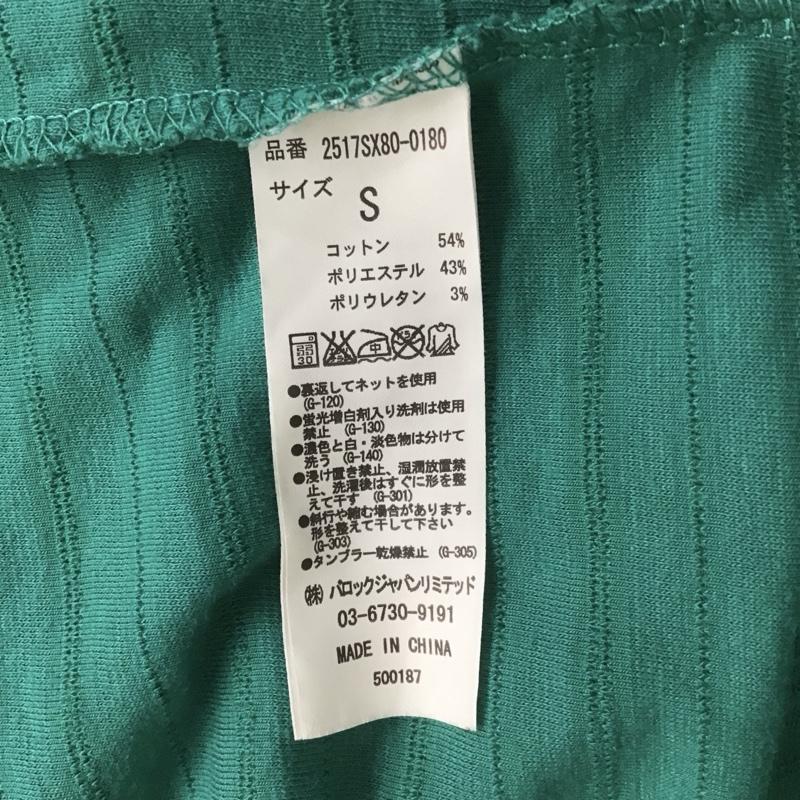 品番 2517SX80-0180
サイズ S
コットン 54%
ポリエステル 43%
ポリウレタン 3%
弱
30
中
●裏返してネットを使用
(G-120)
●蛍光増白剤入り洗剤は使用
禁止 (G-130)
●濃色と白・淡色物は分けて
洗う (G-140)
●浸け置き禁止、湿潤放置禁
止、洗濯後はすぐに形を整
えて干す (G-301)
●斜行や縮む場合があります。
形を整えて干して下さい
(G-303)
●タンブラー乾燥禁止 (G-305)
㈱バロックジャパンリミテッド
03-6730-9191
MADE IN CHINA
500187